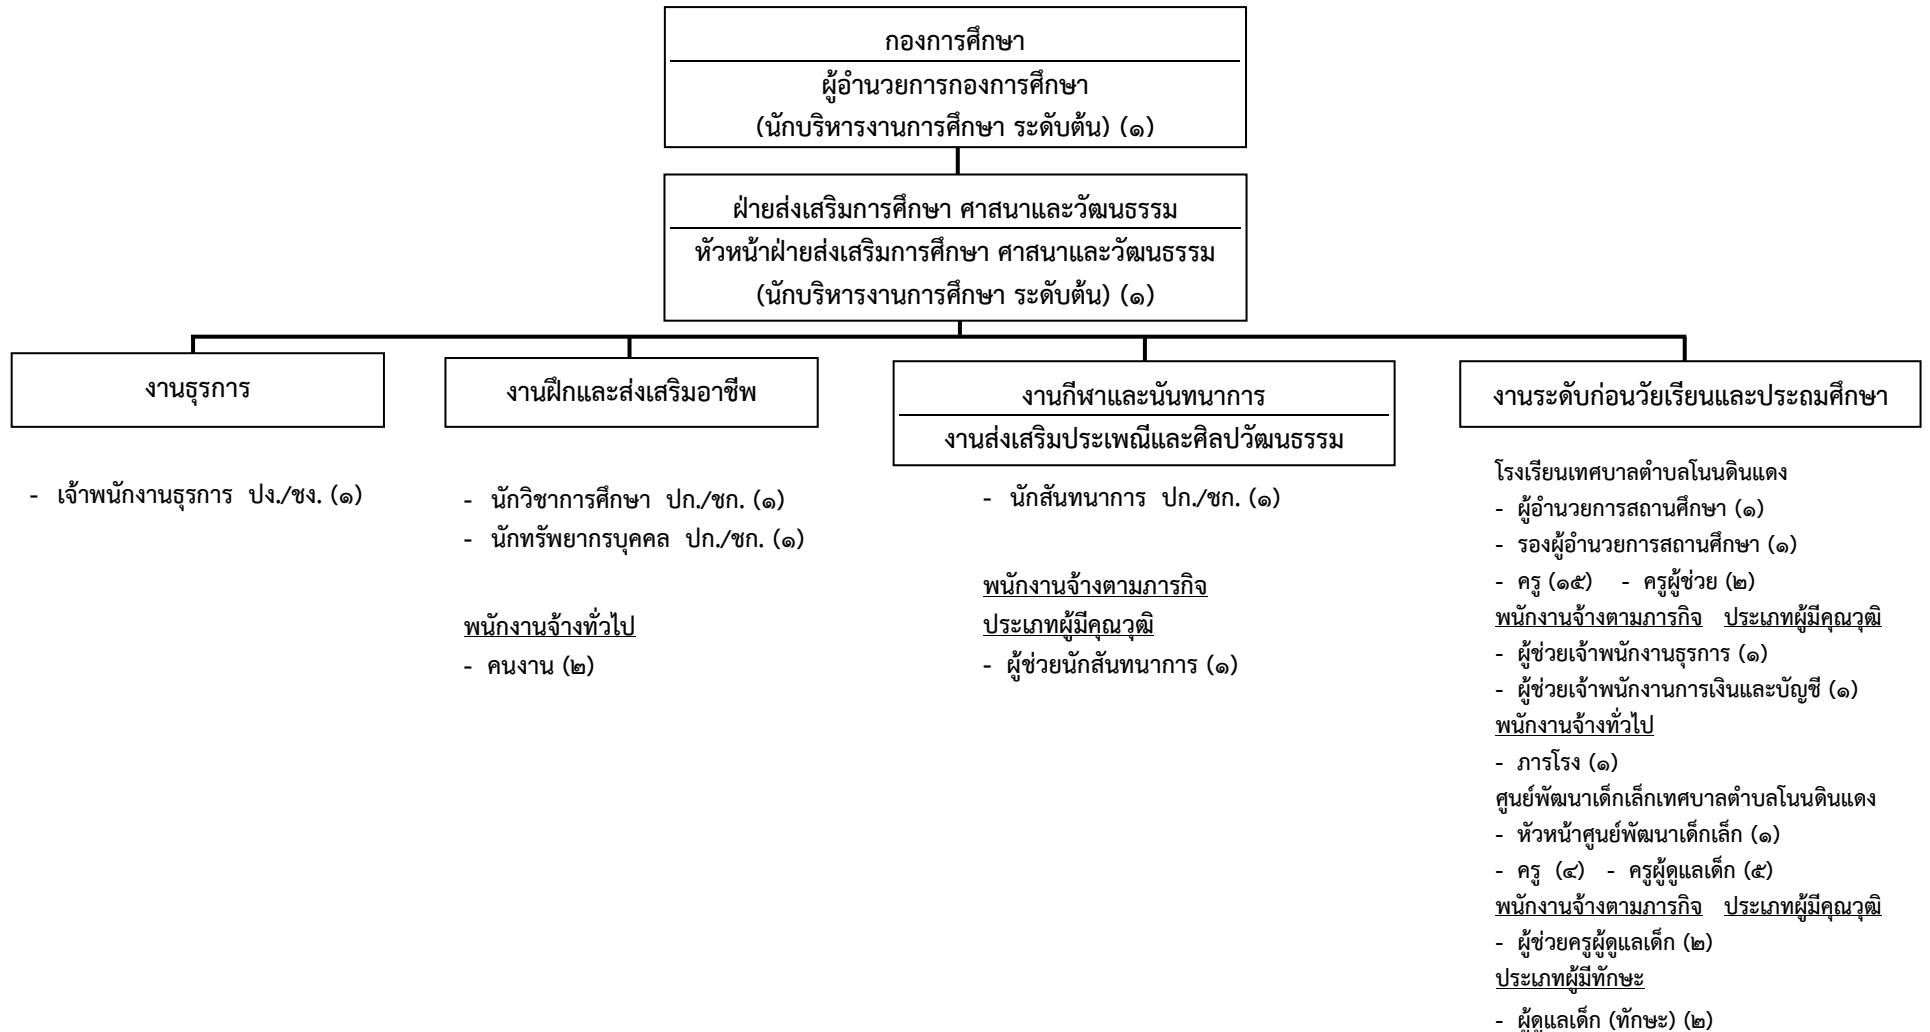 กองการศึกษา
ผู้อำนวยการกองการศึกษา
(นักบริหารงานการศึกษา ระดับต้น) (๑)
ฝ่ายส่งเสริมการศึกษา ศาสนาและวัฒนธรรม
หัวหน้าฝ่ายส่งเสริมการศึกษา ศาสนาและวัฒนธรรม
(นักบริหารงานการศึกษา ระดับต้น) (๑)
งานธุรการ
- เจ้าพนักงานธุรการ ปง./ชง. (๑)
งานฝึกและส่งเสริมอาชีพ
- นักวิชาการศึกษา ปก./ชก. (๑)
- นักทรัพยากรบุคคล ปก./ชก. (๑)
พนักงานจ้างทั่วไป
- คนงาน (๒)
งานกีฬาและนันทนาการ
งานส่งเสริมประเพณีและศิลปวัฒนธรรม
- นักสันทนาการ ปก./ชก. (๑)
พนักงานจ้างตามภารกิจ
ประเภทผู้มีคุณวุฒิ
- ผู้ช่วยนักสันทนาการ (๑)
งานระดับก่อนวัยเรียนและประถมศึกษา
โรงเรียนเทศบาลตำบลโนนดินแดง
- ผู้อำนวยการสถานศึกษา (๑)
- รองผู้อำนวยการสถานศึกษา (๑)
- ครู (๑๕) - ครูผู้ช่วย (๒)
พนักงานจ้างตามภารกิจ ประเภทผู้มีคุณวุฒิ
- ผู้ช่วยเจ้าพนักงานธุรการ (๑)
- ผู้ช่วยเจ้าพนักงานการเงินและบัญชี (๑)
พนักงานจ้างทั่วไป
- ภารโรง (๑)
ศูนย์พัฒนาเด็กเล็กเทศบาลตำบลโนนดินแดง
- หัวหน้าศูนย์พัฒนาเด็กเล็ก (๑)
- ครู (๔) - ครูผู้ดูแลเด็ก (๕)
พนักงานจ้างตามภารกิจ ประเภทผู้มีคุณวุฒิ
- ผู้ช่วยครูผู้ดูแลเด็ก (๒)
ประเภทผู้มีทักษะ
- ผู้ดูแลเด็ก (ทักษะ) (๒)